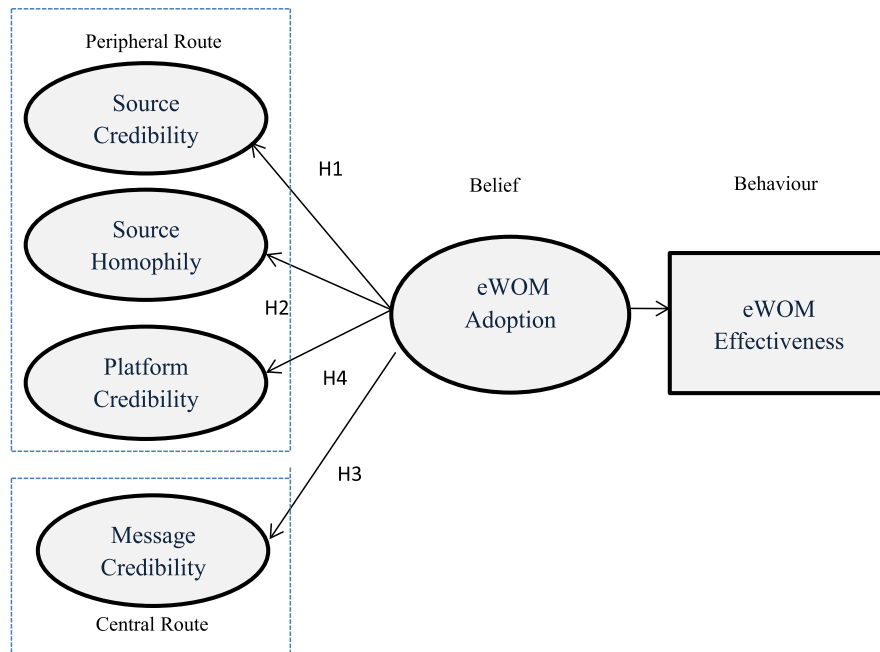 Peripheral Route
Source
Credibility
H1
Source
Homophily
H2
Platform
Credibility
H4
H3
Message
Credibility
Central Route
Belief
eWOM
Adoption
Behaviour
eWOM
Effectiveness